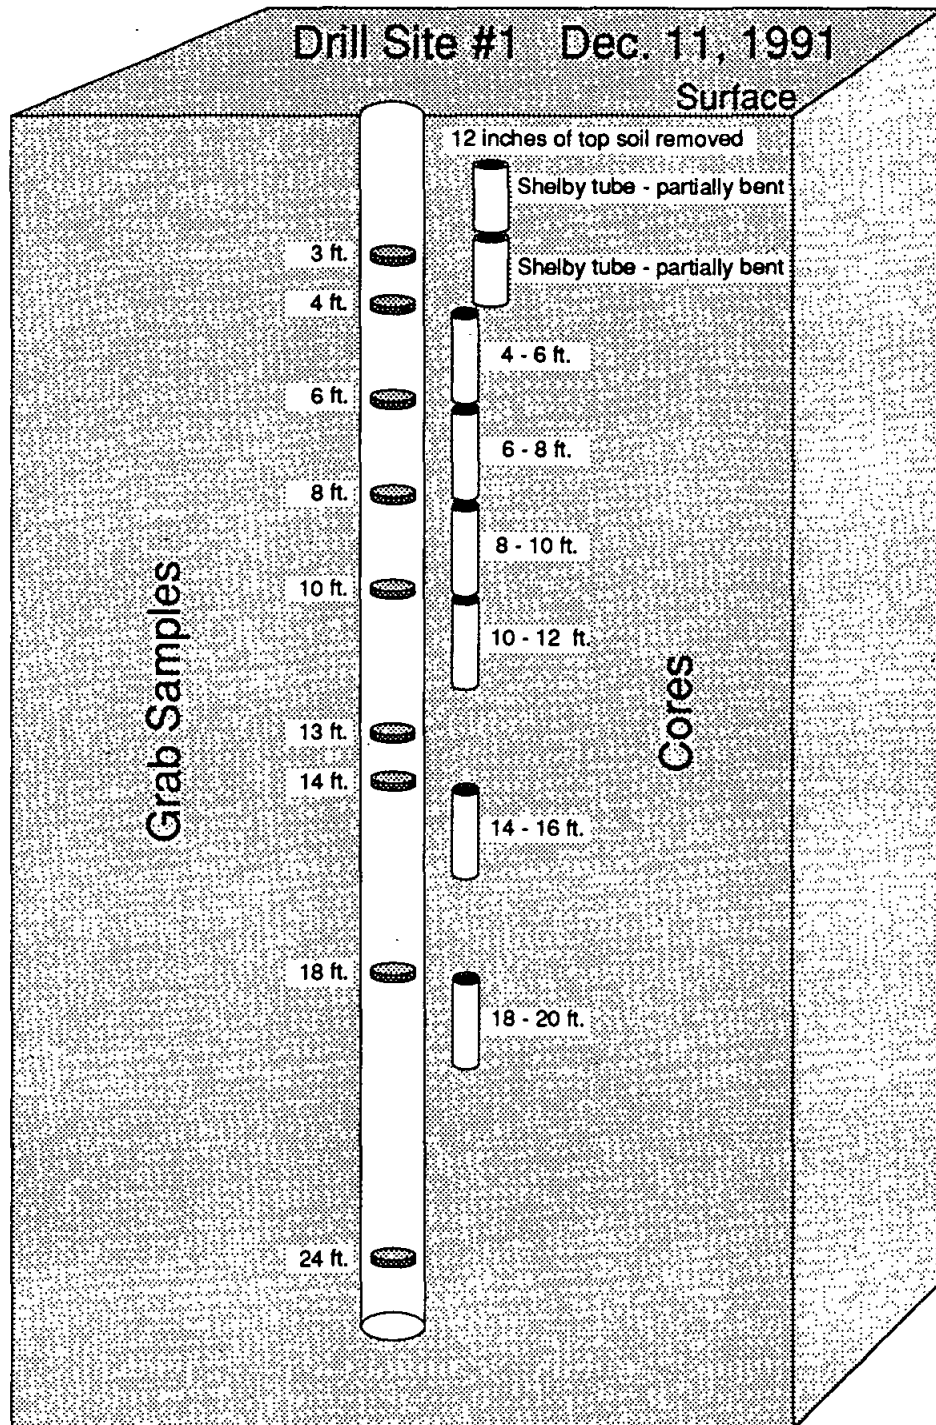 Drill Site #1 Dec. 11, 1991
Surface
12 inches of top soil removed
Shelby tube - partially bent
3 ft.
Shelby tube - partially bent
4 ft.
4 - 6 ft.
6 ft.
6 - 8 ft.
8 ft.
8 - 10 ft.
10 ft.
10 - 12 ft.
Grab Samples
Cores
13 ft.
14 ft.
14 - 16 ft.
18 ft.
18 - 20 ft.
24 ft.